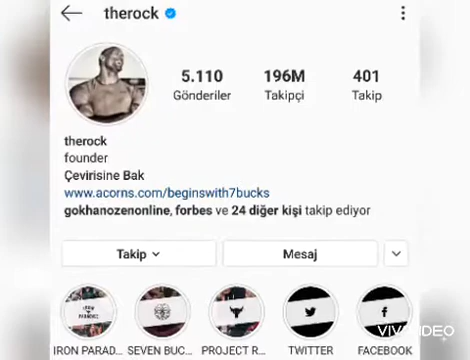 therock
5.110 196M 401
Gönderiler Takipçi Takip
therock
founder
Çevirisine Bak
www.acorns.com/beginswith7bucks
gokhanozenonline, forbes ve 24 diğer kişi takip ediyor
Takip Mesaj
IRON PARAD... SEVEN BUC... PROJECT R... TWITTER FACEBOOK
VIVAVIDEO